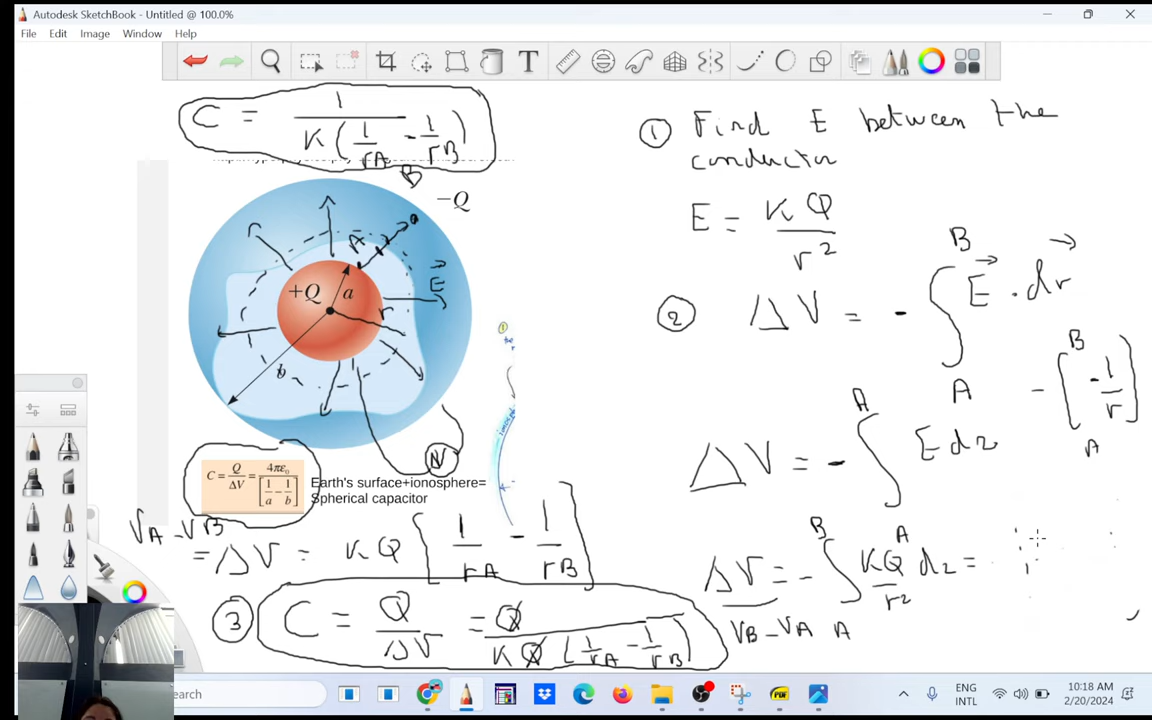 Autodesk SketchBook - Untitled @ 100.0%
File Edit Image Window Help
T
C = 1 / K ( 1/rA - 1/rB )
B
-Q
A
+Q a
E
r
b
N
C = Q/ΔV = 4πε₀ / [ 1/a - 1/b ]
Earth's surface+ionosphere=
Spherical capacitor
VA - VB
= ΔV = KQ [ 1/rA - 1/rB ]
③ C = Q/ΔV = Q / K Q ( 1/rA - 1/rB )
① Find E between the
conductor
E = KQ / r²
② ΔV = - ∫ B A E . dr
- [ - 1/r ] B A
ΔV = - ∫ A A E dr
ΔV = - ∫ B A KQ/r² dr =
VB - VA
earch
ENG
INTL
10:18 AM
2/20/2024